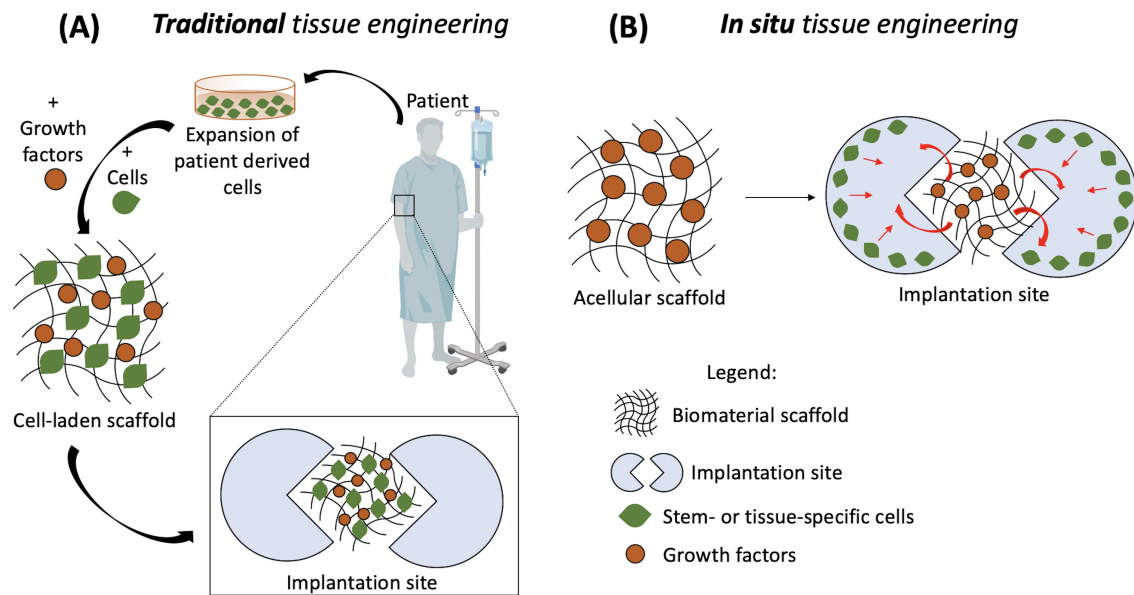 (A) Traditional tissue engineering
+
Growth
factors
+
Cells
Expansion of
patient derived
cells
Patient
Cell-laden scaffold
Implantation site
(B) In situ tissue engineering
Acellular scaffold
Implantation site
Legend:
Biomaterial scaffold
Implantation site
Stem- or tissue-specific cells
Growth factors